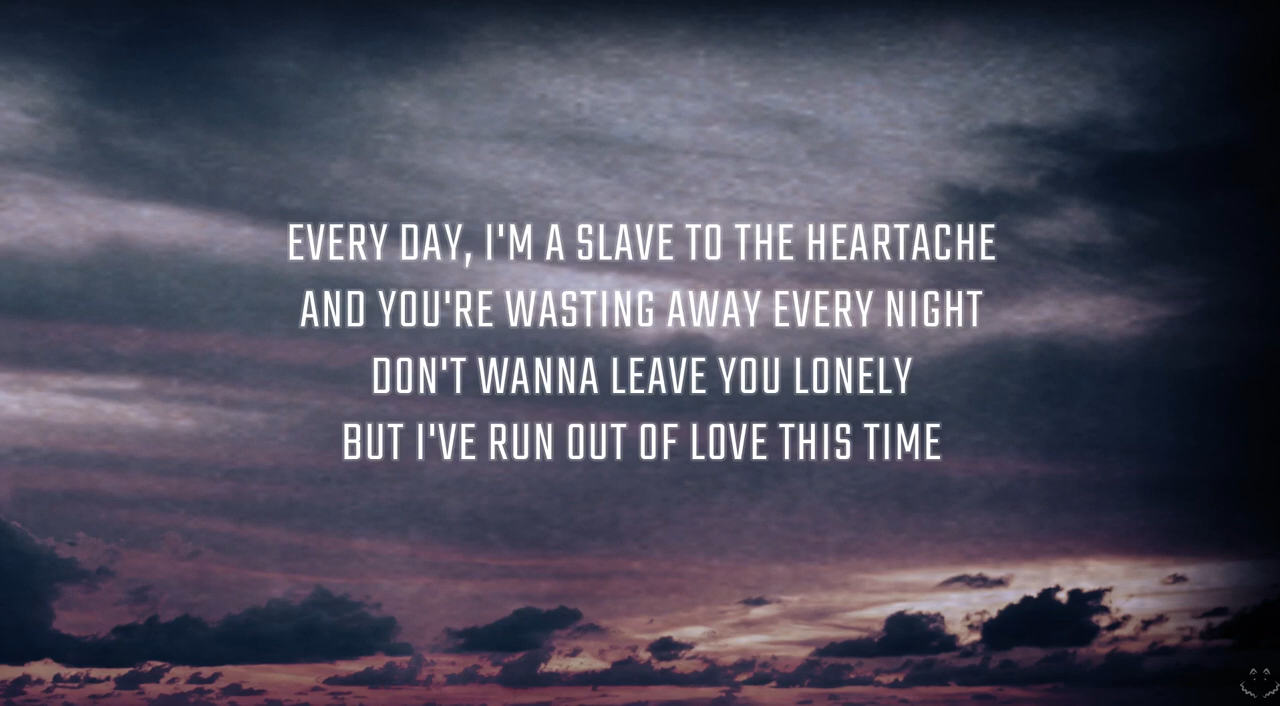 EVERY DAY, I'M A SLAVE TO THE HEARTACHE
AND YOU'RE WASTING AWAY EVERY NIGHT
DON'T WANNA LEAVE YOU LONELY
BUT I'VE RUN OUT OF LOVE THIS TIME